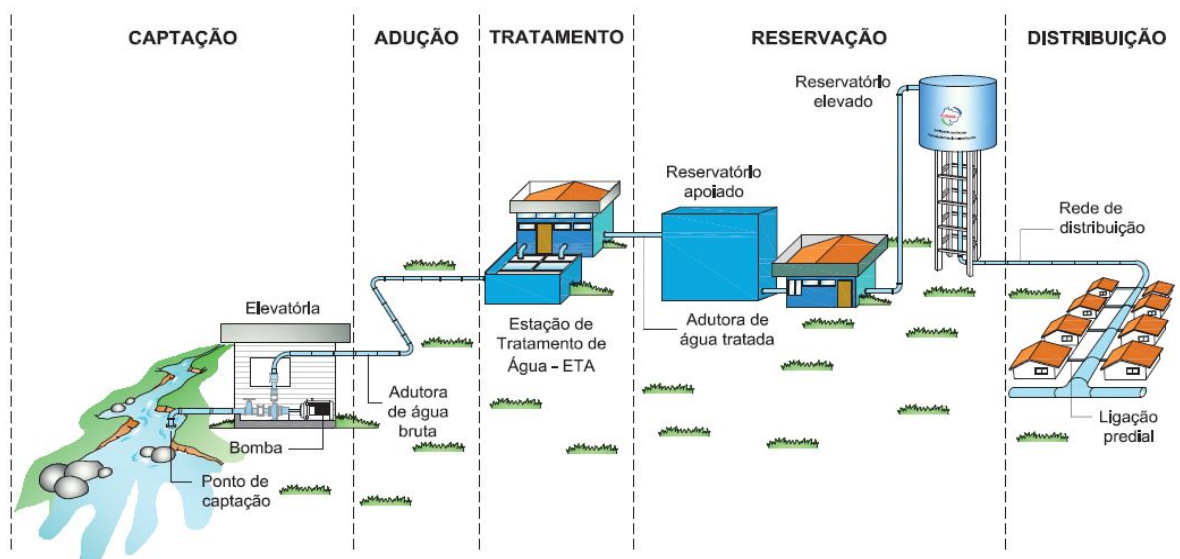 CAPTAÇÃO
ADUÇÃO
TRATAMENTO
RESERVAÇÃO
DISTRIBUIÇÃO
Reservatório
elevado
Reservatório
apoiado
Rede de
distribuição
Elevatória
Estação de
Tratamento de
Água – ETA
Adutora de
água tratada
Adutora
de água
bruta
Bomba
Ponto de
captação
Ligação
predial